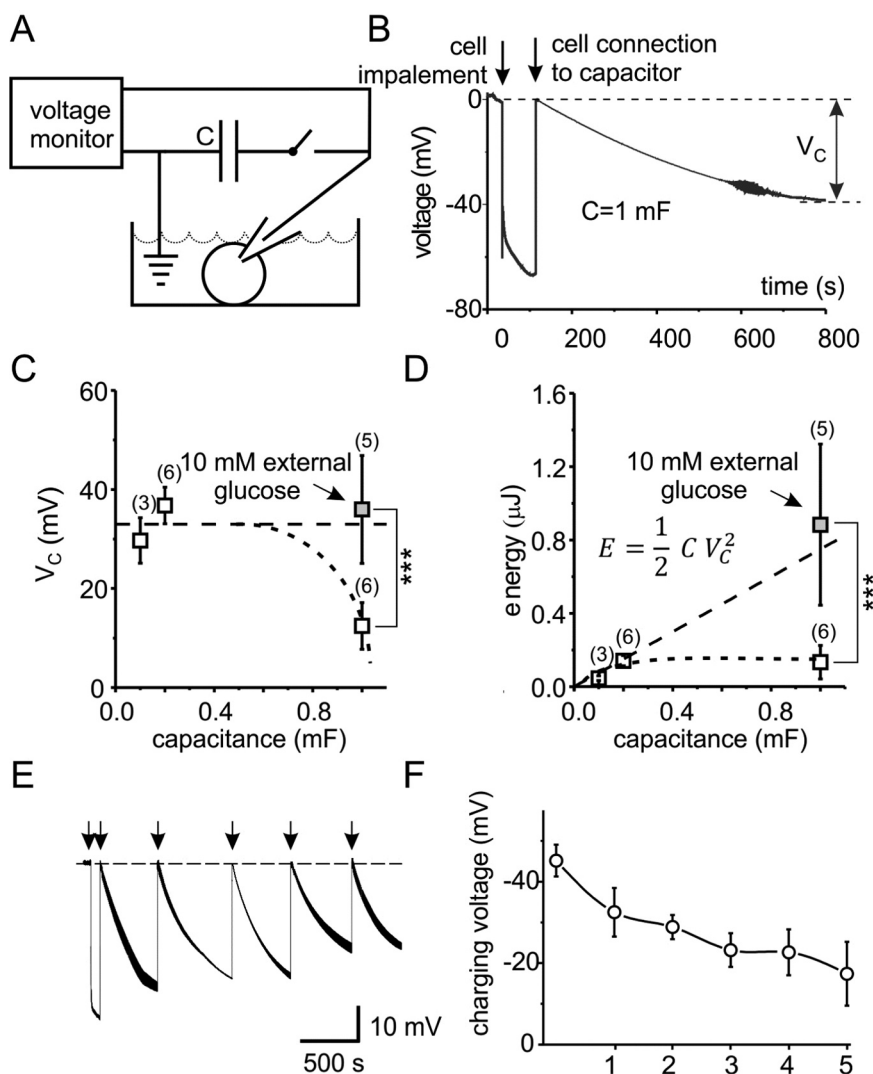 A
voltage
monitor
C
B
cell
impalement
cell connection
to capacitor
0
-40
-80
voltage (mV)
V_C
C=1 mF
time (s)
0 200 400 600 800
C
60
40
20
0
V_C (mV)
(3)
(6)
(5)
10 mM external
glucose
***
(6)
0.0 0.4 0.8
capacitance (mF)
D
1.6
1.2
0.8
0.4
0.0
energy (μJ)
(5)
10 mM external
glucose
E = 1/2 C V_C^2
***
(3)
(6)
(6)
0.0 0.4 0.8
capacitance (mF)
E
10 mV
500 s
F
charging voltage (mV)
-40
-20
0
1 2 3 4 5